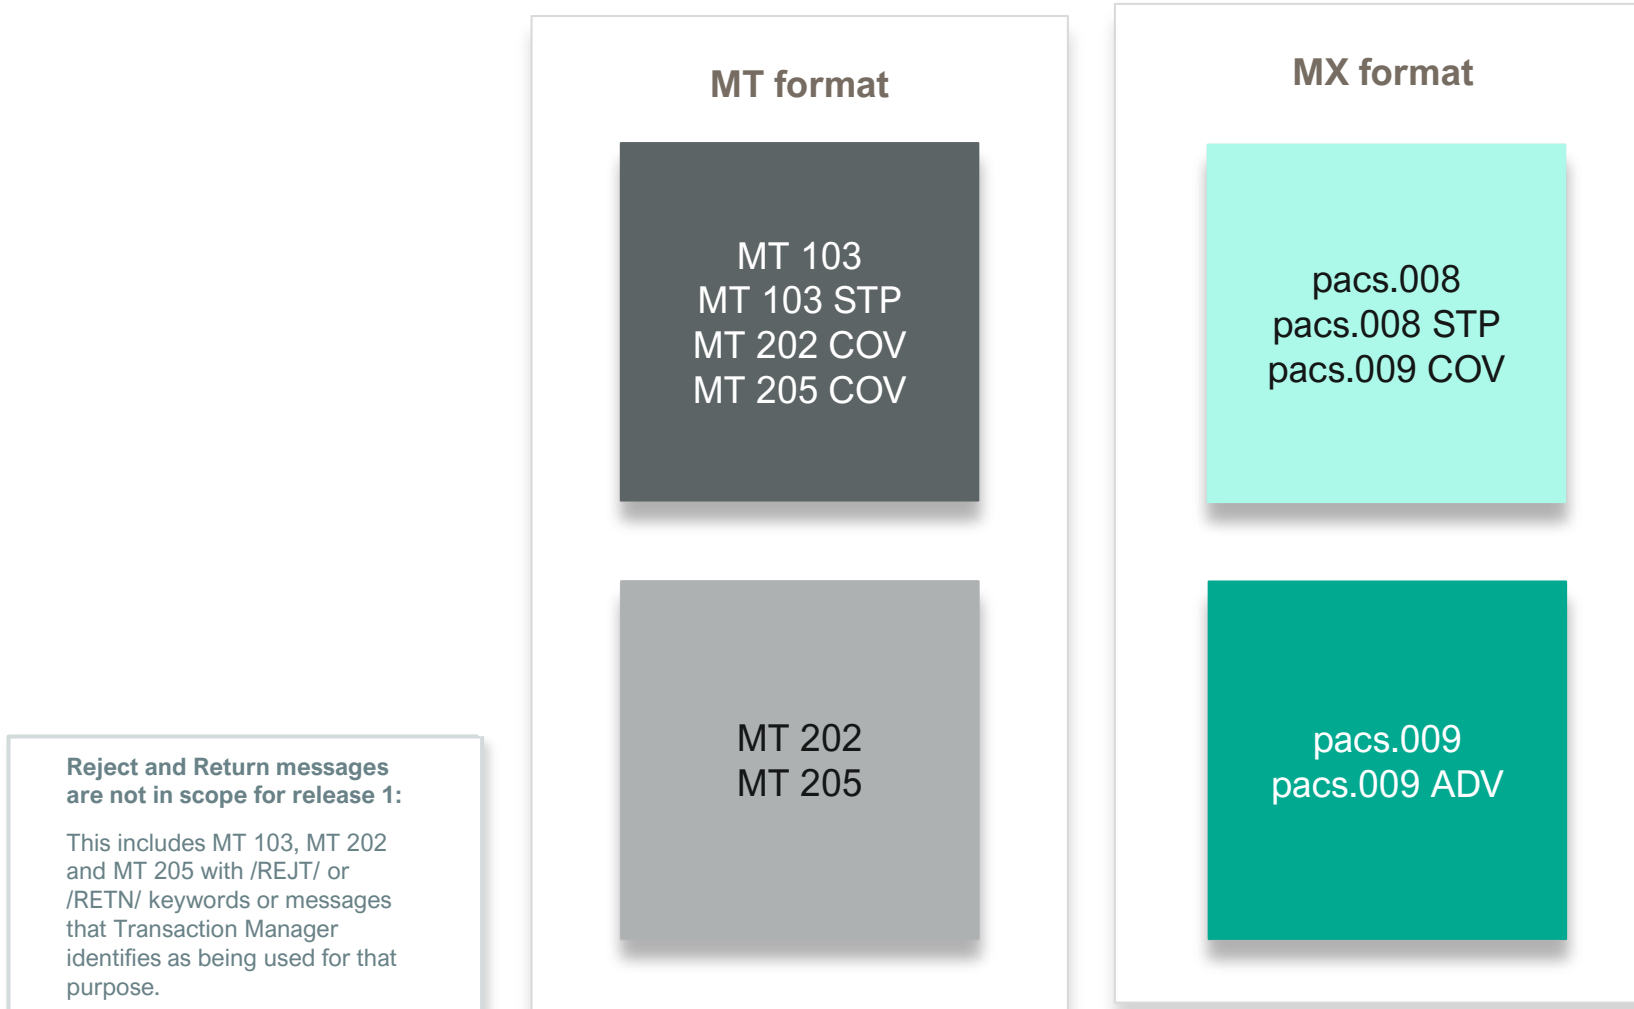 MT format
MT 103
MT 103 STP
MT 202 COV
MT 205 COV
MT 202
MT 205
MX format
pacs.008
pacs.008 STP
pacs.009 COV
pacs.009
pacs.009 ADV
Reject and Return messages
are not in scope for release 1:
This includes MT 103, MT 202
and MT 205 with /REJT/ or
/RETN/ keywords or messages
that Transaction Manager
identifies as being used for that
purpose.